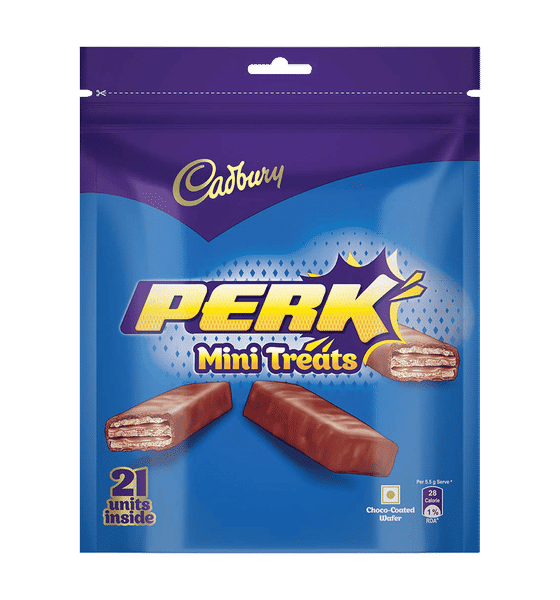 Cadbury
PERK
Mini Treats
21
units
inside
Choco-Coated
Wafer
Per 5.5 g Serve*
28
Calorie
1%
RDA*